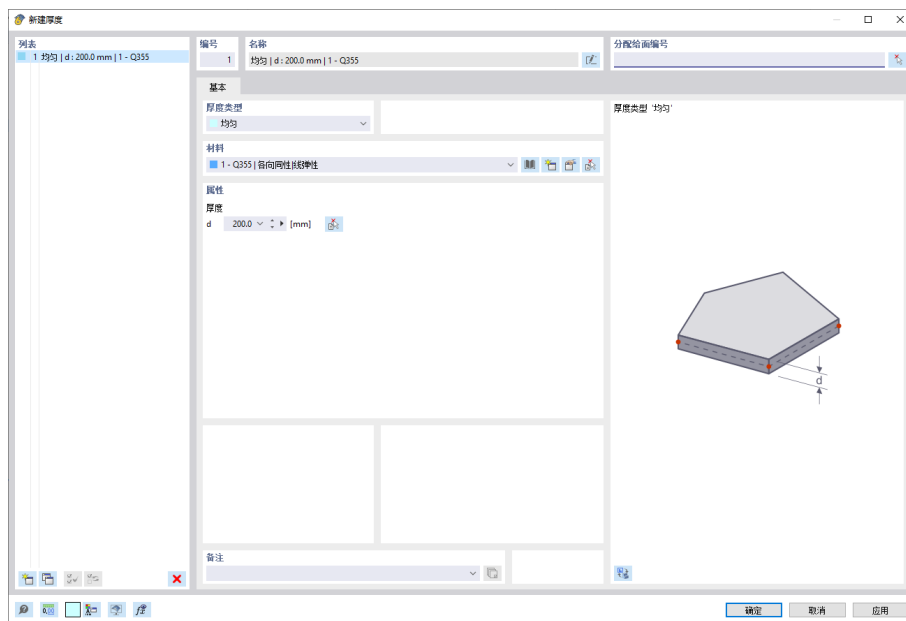 新建厚度
列表
1 均匀 | d : 200.0 mm | 1 - Q355
编号
1
名称
均匀 | d : 200.0 mm | 1 - Q355
分配给面编号
基本
厚度类型
均匀
材料
1 - Q355 | 各向同性|线弹性
属性
厚度
d 200.0 [mm]
备注
厚度类型 '均匀'
d
0,00
确定
取消
应用